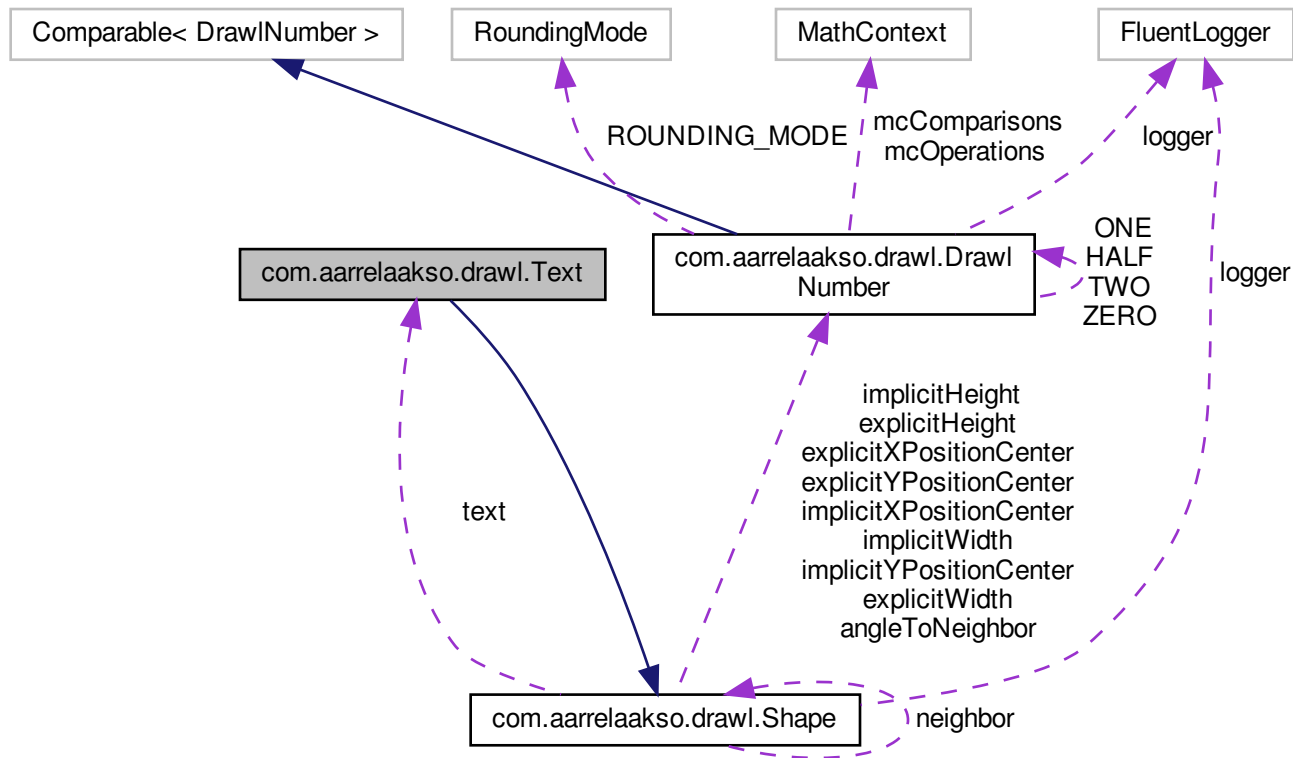 Comparable< DrawlNumber >
RoundingMode
MathContext
FluentLogger
ROUNDING_MODE
mcComparisons
mcOperations
logger
com.aarrelaakso.drawl.Text
com.aarrelaakso.drawl.Drawl
Number
ONE
HALF
TWO
ZERO
logger
implicitHeight
explicitHeight
explicitXPositionCenter
explicitYPositionCenter
implicitXPositionCenter
implicitWidth
implicitYPositionCenter
explicitWidth
angleToNeighbor
text
com.aarrelaakso.drawl.Shape
neighbor